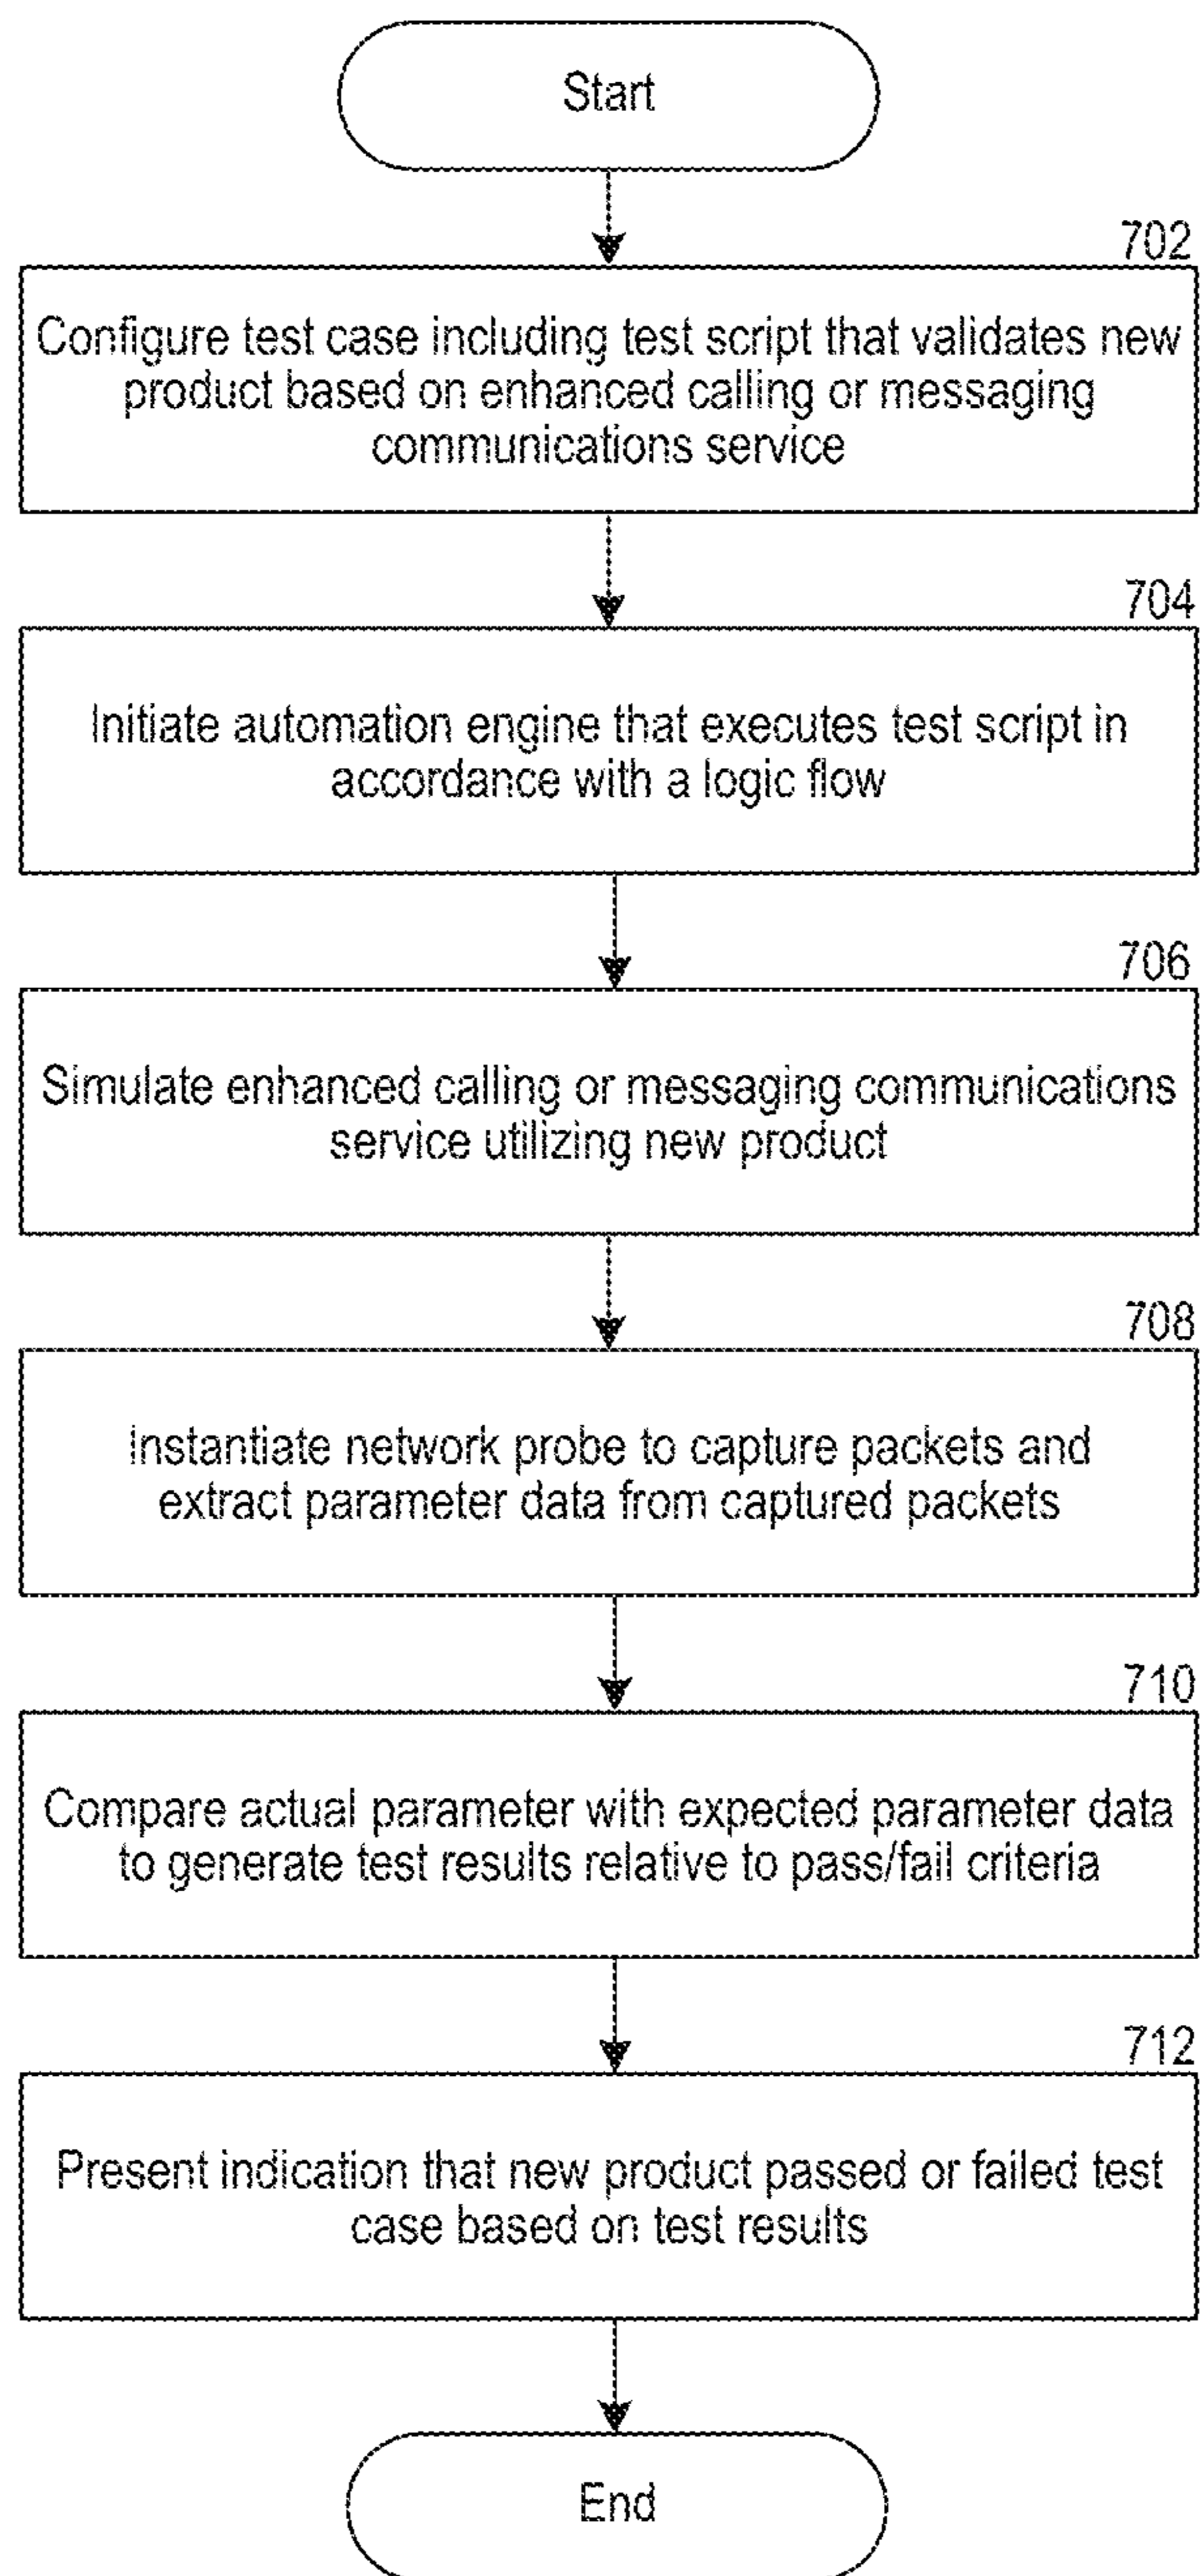 Start
702
Configure test case including test script that validates new
product based on enhanced calling or messaging
communications service
704
Initiate automation engine that executes test script in
accordance with a logic flow
706
Simulate enhanced calling or messaging communications
service utilizing new product
708
Instantiate network probe to capture packets and
extract parameter data from captured packets
710
Compare actual parameter with expected parameter data
to generate test results relative to pass/fail criteria
712
Present indication that new product passed or failed test
case based on test results
End